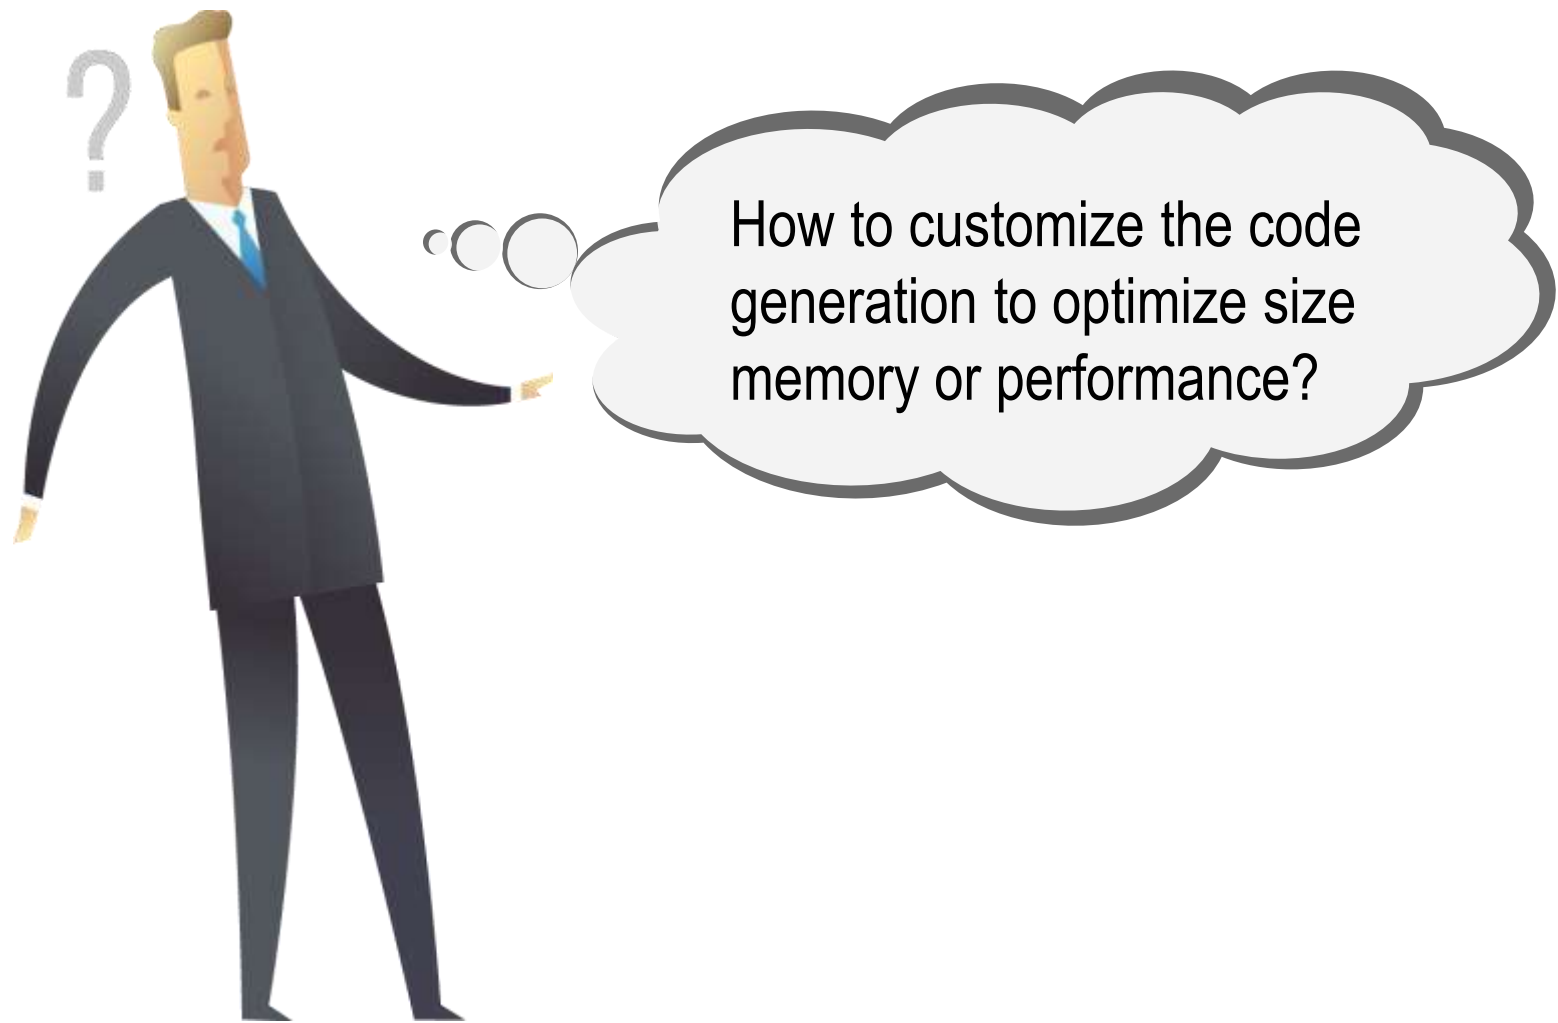 ?
How to customize the code
generation to optimize size
memory or performance?